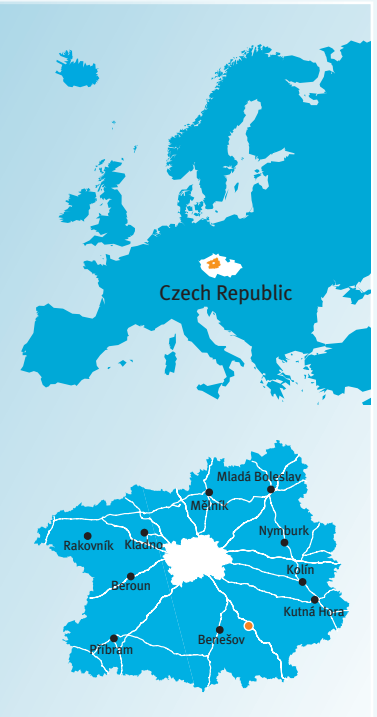 Czech Republic
Mladá Boleslav
Mělník
Nymburk
Rakovník
Kladno
Kolín
Beroun
Kutná Hora
Benešov
Příbram